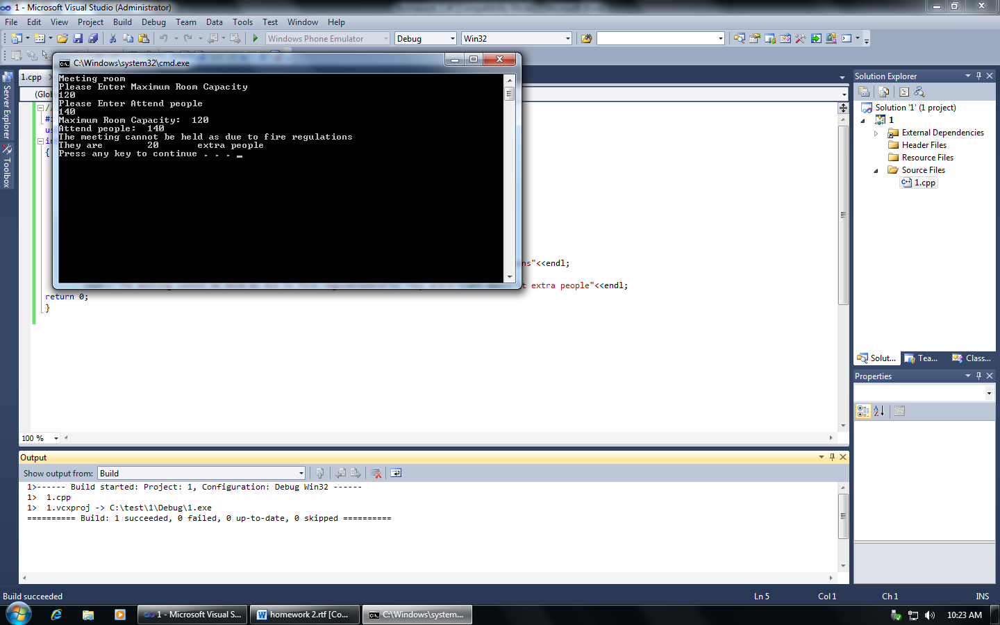 1 - Microsoft Visual Studio (Administrator)
File Edit View Project Build Debug Team Data Tools Test Window Help
Windows Phone Emulator Debug Win32
C:\Windows\system32\cmd.exe
Meeting room
Please Enter Maximum Room Capacity
120
Please Enter Attend people
140
Maximum Room Capacity:  120
Attend people:  140
The meeting cannot be held as due to fire regulations
They are        20       extra people
Press any key to continue . . .
Server Explorer
Toolbox
1.cpp
(Glob
//
#i
us
in
{
ns"<<endl;
t extra people"<<endl;
return 0;
}
100 %
Solution Explorer
Solution '1' (1 project)
1
External Dependencies
Header Files
Resource Files
Source Files
1.cpp
Solut... Tea... Class...
Properties
Output
Show output from: Build
1>------ Build started: Project: 1, Configuration: Debug Win32 ------
1>  1.cpp
1>  1.vcxproj -> C:\test\1\Debug\1.exe
========== Build: 1 succeeded, 0 failed, 0 up-to-date, 0 skipped ==========
Build succeeded Ln 5 Col 1 Ch 1 INS
1 - Microsoft Visual S... homework 2.rtf [Co... C:\Windows\system... 10:23 AM